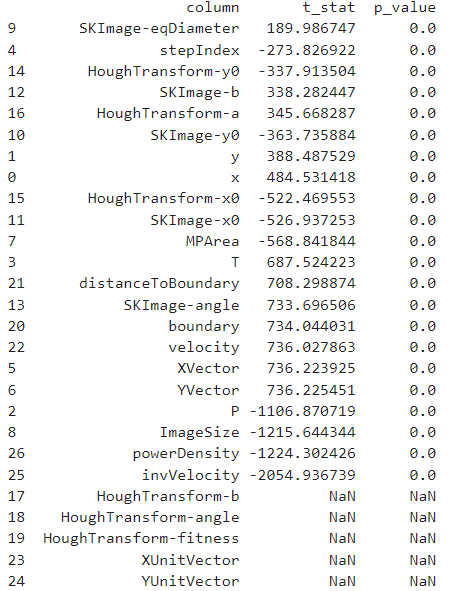 column t_stat p_value
9 SKImage-eqDiameter 189.986747 0.0
4 stepIndex -273.826922 0.0
14 HoughTransform-y0 -337.913504 0.0
12 SKImage-b 338.282447 0.0
16 HoughTransform-a 345.668287 0.0
10 SKImage-y0 -363.735884 0.0
1 y 388.487529 0.0
0 x 484.531418 0.0
15 HoughTransform-x0 -522.469553 0.0
11 SKImage-x0 -526.937253 0.0
7 MPArea -568.841844 0.0
3 T 687.524223 0.0
21 distanceToBoundary 708.298874 0.0
13 SKImage-angle 733.696506 0.0
20 boundary 734.044031 0.0
22 velocity 736.027863 0.0
5 XVector 736.223925 0.0
6 YVector 736.225451 0.0
2 P -1106.870719 0.0
8 ImageSize -1215.644344 0.0
26 powerDensity -1224.302426 0.0
25 invVelocity -2054.936739 0.0
17 HoughTransform-b NaN NaN
18 HoughTransform-angle NaN NaN
19 HoughTransform-fitness NaN NaN
23 XUnitVector NaN NaN
24 YUnitVector NaN NaN